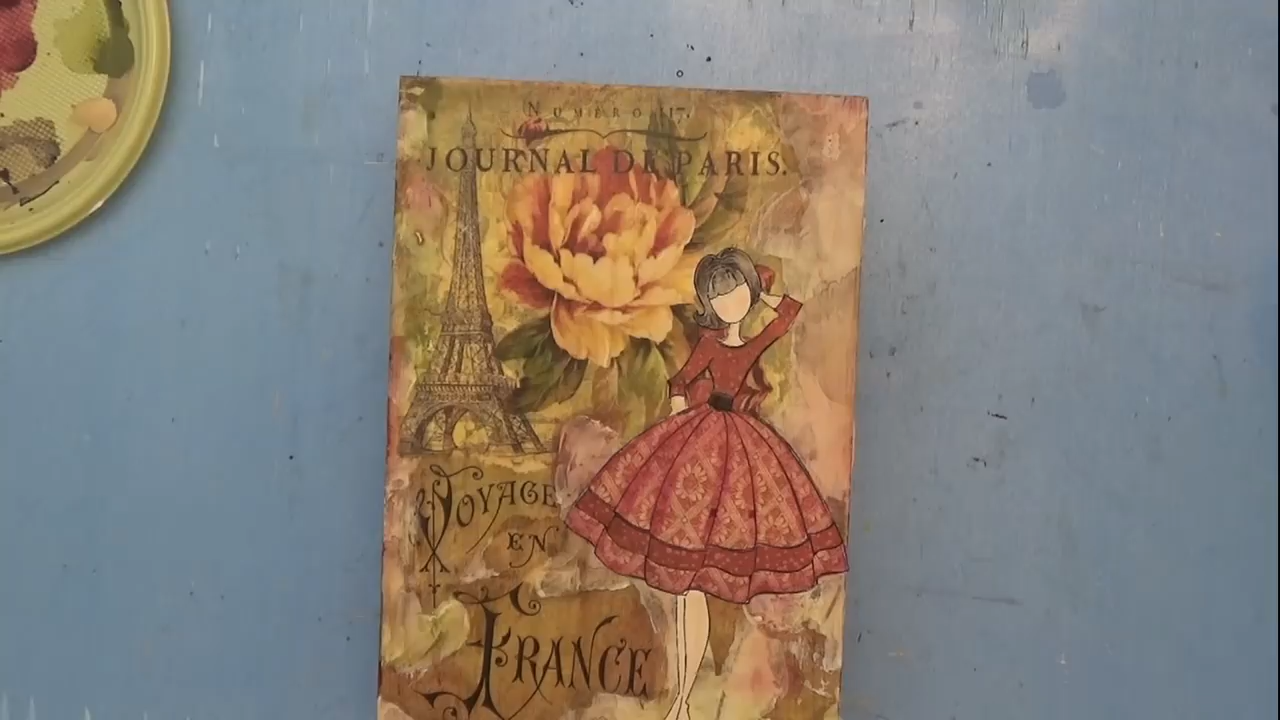 NUMERO 17.
JOURNAL DE PARIS.
VOYAGE
EN
FRANCE